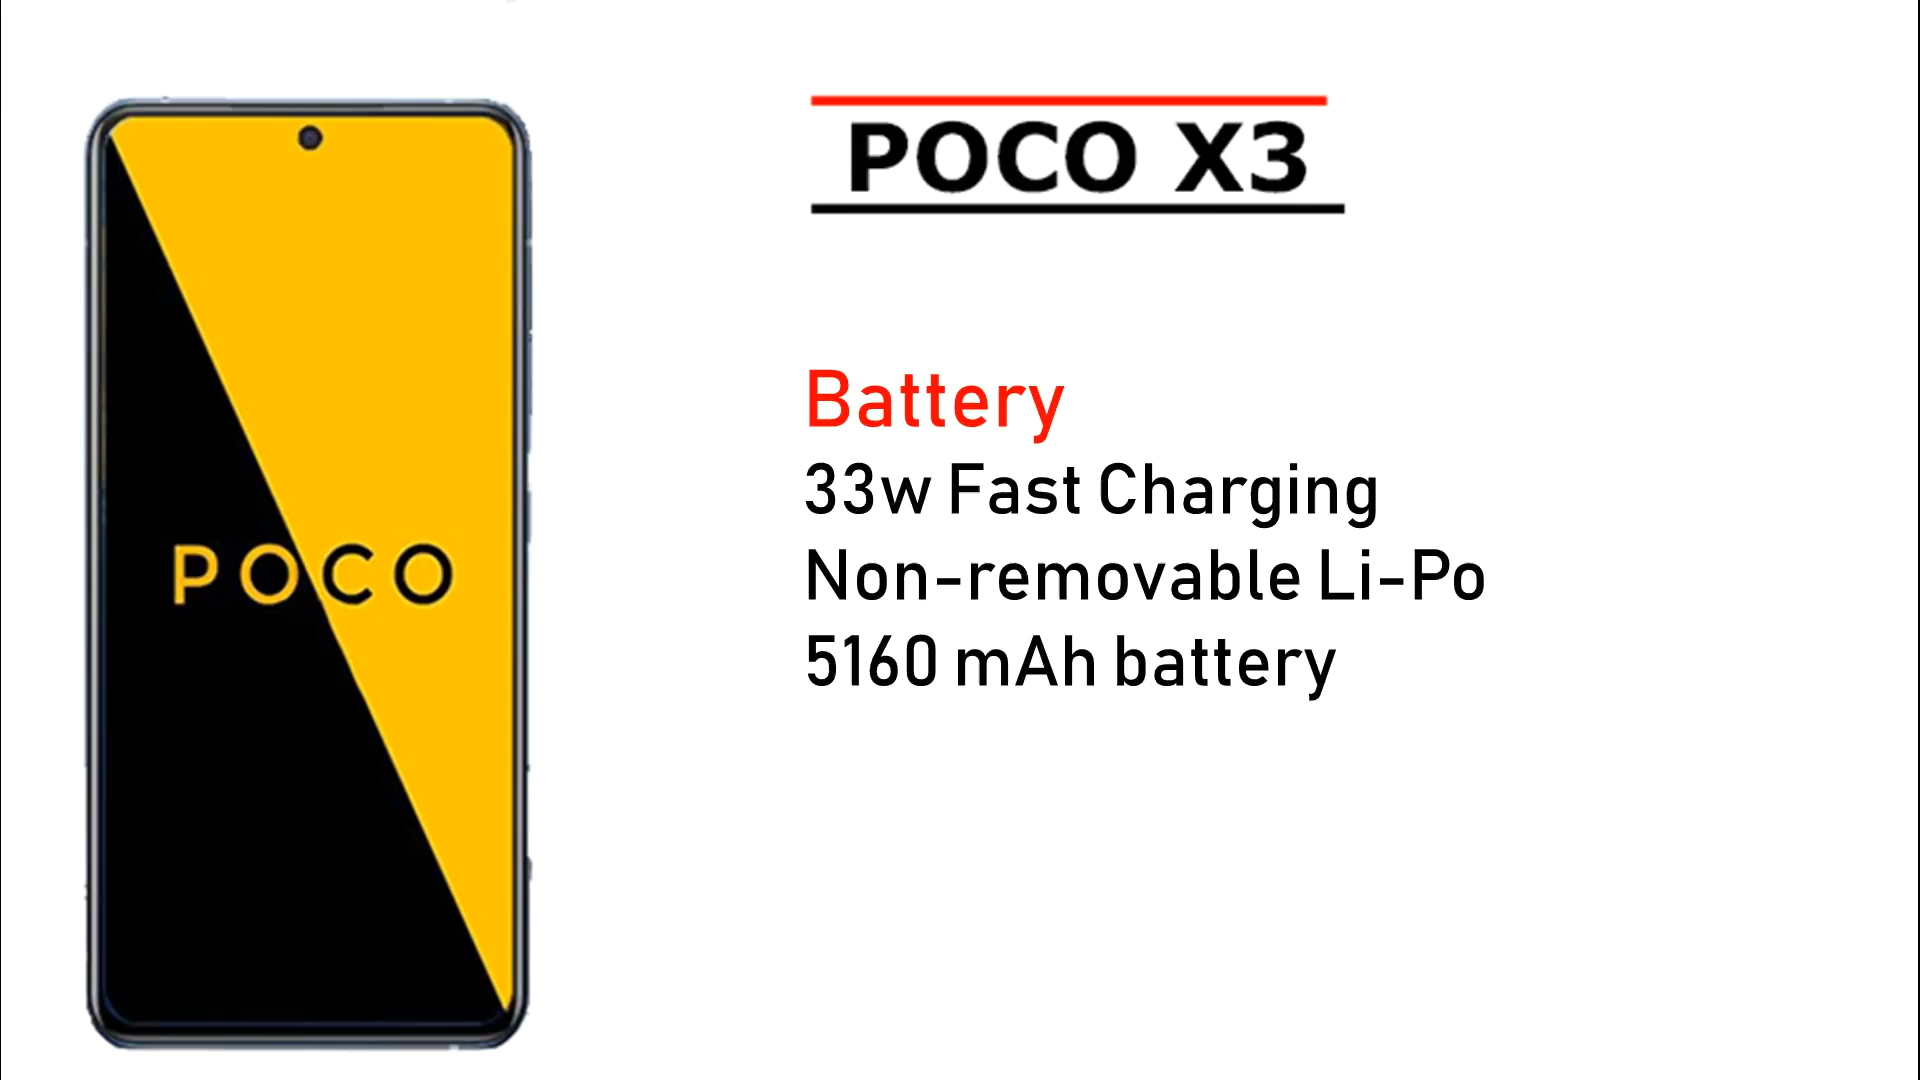 POCO X3
POCO
Battery
33w Fast Charging
Non-removable Li-Po
5160 mAh battery